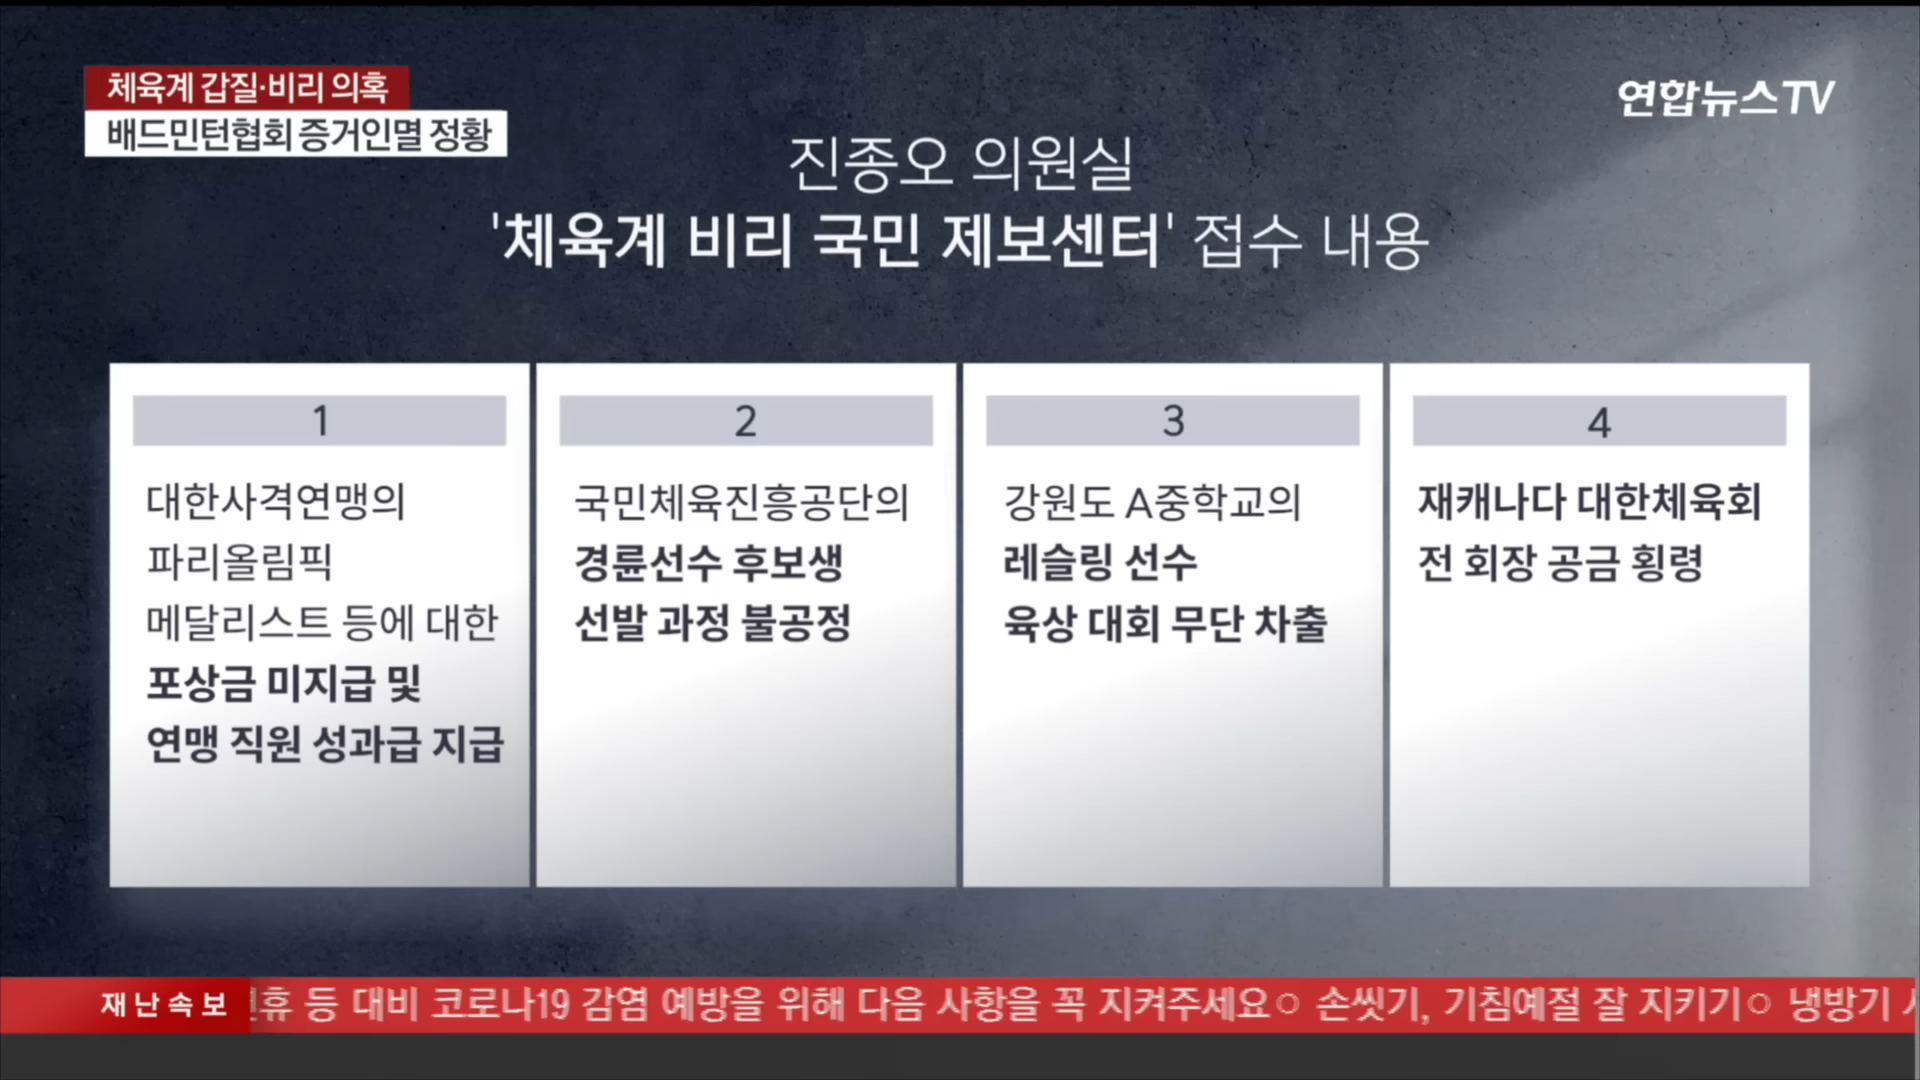 체육계 갑질·비리 의혹
배드민턴협회 증거인멸 정황
연합뉴스TV
진종오 의원실
'체육계 비리 국민 제보센터' 접수 내용
1
대한사격연맹의
파리올림픽
메달리스트 등에 대한
포상금 미지급 및
연맹 직원 성과급 지급
2
국민체육진흥공단의
경륜선수 후보생
선발 과정 불공정
3
강원도 A중학교의
레슬링 선수
육상 대회 무단 차출
4
재캐나다 대한체육회
전 회장 공금 횡령
재난속보
휴 등 대비 코로나19 감염 예방을 위해 다음 사항을 꼭 지켜주세요○ 손씻기, 기침예절 잘 지키기○ 냉방기